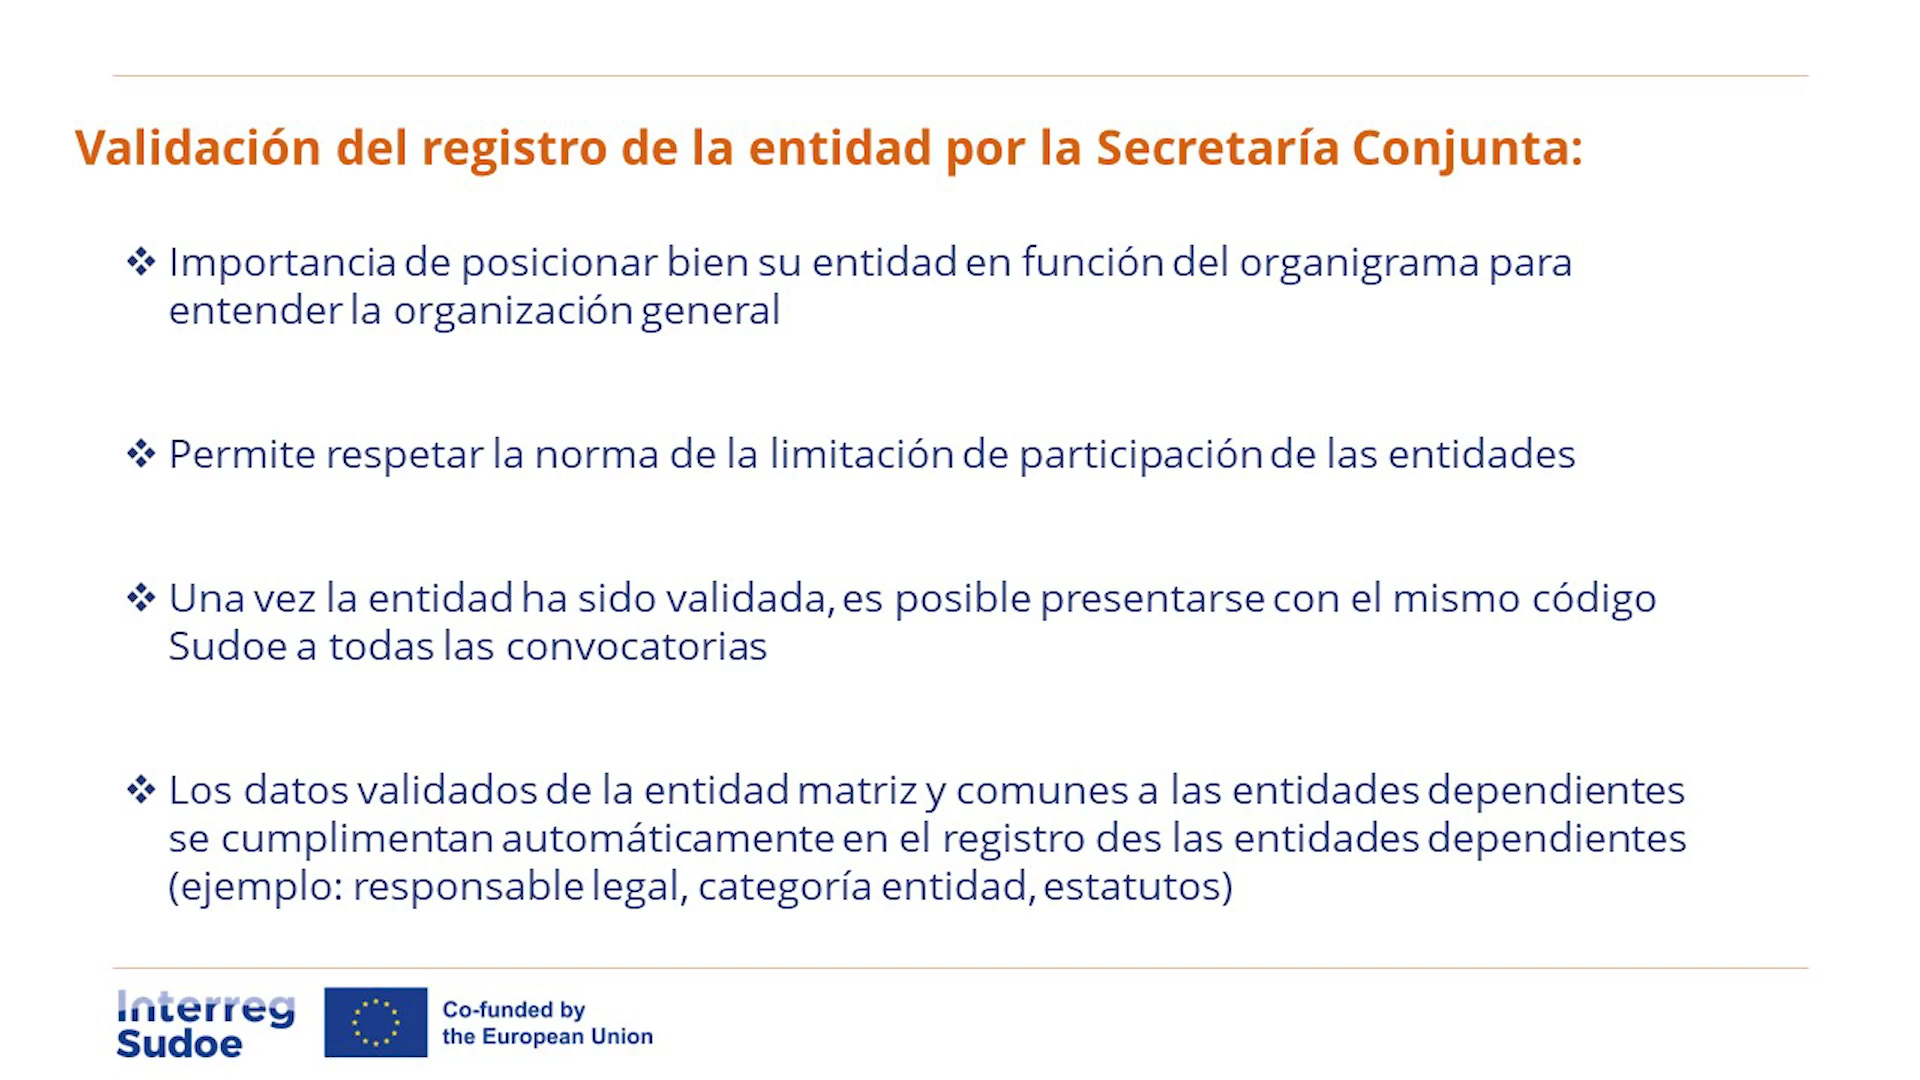 Validación del registro de la entidad por la Secretaría Conjunta:
❖ Importancia de posicionar bien su entidad en función del organigrama para
entender la organización general
❖ Permite respetar la norma de la limitación de participación de las entidades
❖ Una vez la entidad ha sido validada, es posible presentarse con el mismo código
Sudoe a todas las convocatorias
❖ Los datos validados de la entidad matriz y comunes a las entidades dependientes
se cumplimentan automáticamente en el registro des las entidades dependientes
(ejemplo: responsable legal, categoría entidad, estatutos)
Interreg
Sudoe
Co-funded by
the European Union